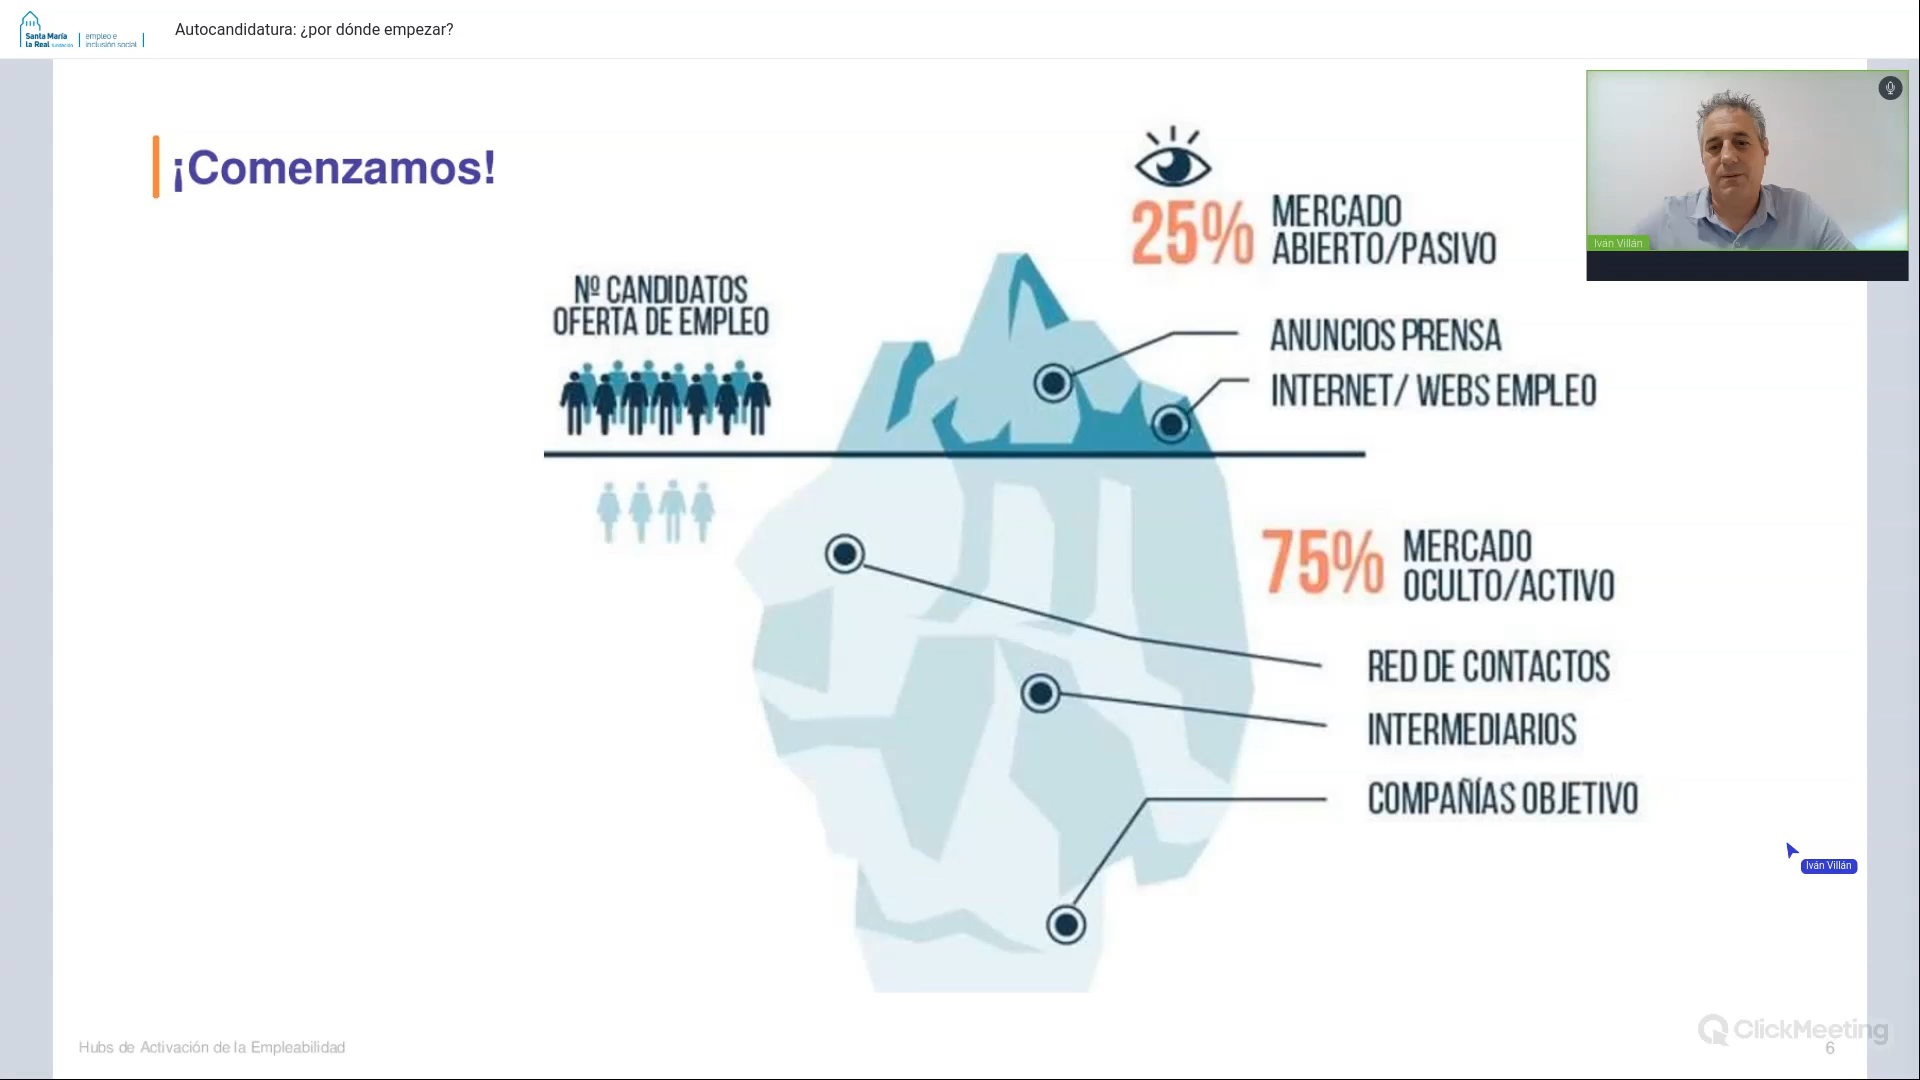 Santa María
la Real fundación
empleo e
inclusión social
Autocandidatura: ¿por dónde empezar?
¡Comenzamos!
25% MERCADO
ABIERTO/PASIVO
Iván Villán
Nº CANDIDATOS
OFERTA DE EMPLEO
ANUNCIOS PRENSA
INTERNET/ WEBS EMPLEO
75% MERCADO
OCULTO/ACTIVO
RED DE CONTACTOS
INTERMEDIARIOS
COMPAÑÍAS OBJETIVO
Iván Villán
Hubs de Activación de la Empleabilidad
ClickMeeting
6